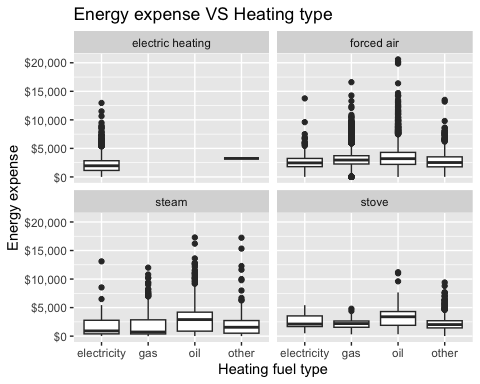 Energy expense VS Heating type
electric heating
forced air
$20,000
$15,000
$10,000
$5,000
$0
steam
stove
$20,000
$15,000
$10,000
$5,000
$0
electricity gas oil other
electricity gas oil other
Heating fuel type
Energy expense